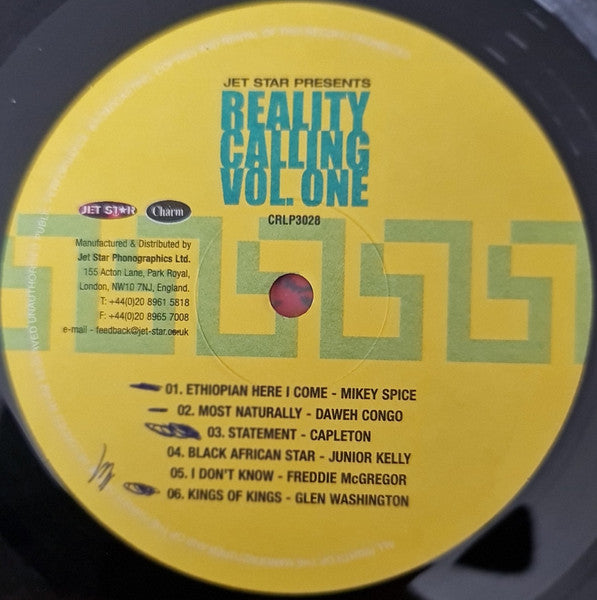 JET STAR PRESENTS
REALITY
CALLING
VOL. ONE
CRLP3028
JET STAR
Charm
Manufactured & Distributed by
Jet Star Phonographics Ltd.
155 Acton Lane, Park Royal,
London, NW10 7NJ, England.
T: +44(0)20 8961 5818
F: +44(0)20 8965 7008
e-mail - feedback@jet-star.co.uk
01. ETHIOPIAN HERE I COME - MIKEY SPICE
02. MOST NATURALLY - DAWEH CONGO
03. STATEMENT - CAPLETON
04. BLACK AFRICAN STAR - JUNIOR KELLY
05. I DON'T KNOW - FREDDIE McGREGOR
06. KINGS OF KINGS - GLEN WASHINGTON